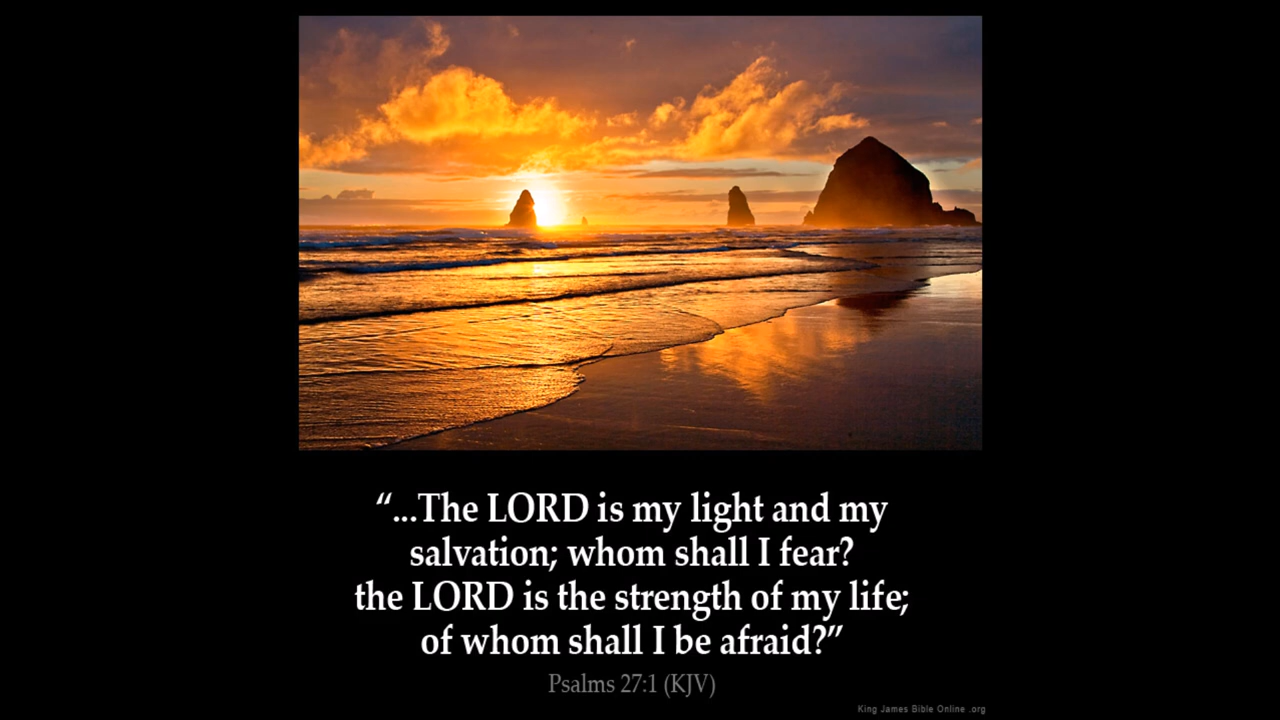 “...The LORD is my light and my
salvation; whom shall I fear?
the LORD is the strength of my life;
of whom shall I be afraid?”
Psalms 27:1 (KJV)
King James Bible Online .org